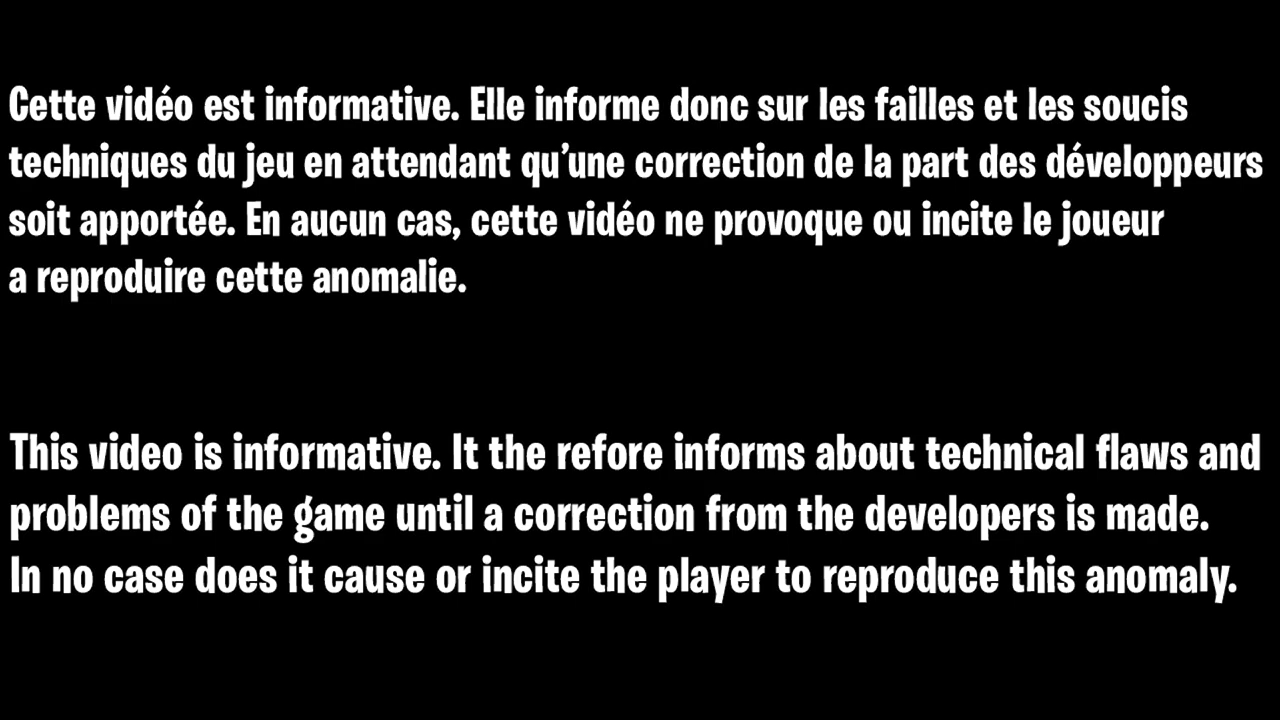 Cette vidéo est informative. Elle informe donc sur les failles et les soucis
techniques du jeu en attendant qu’une correction de la part des développeurs
soit apportée. En aucun cas, cette vidéo ne provoque ou incite le joueur
a reproduire cette anomalie.
This video is informative. It the refore informs about technical flaws and
problems of the game until a correction from the developers is made.
In no case does it cause or incite the player to reproduce this anomaly.